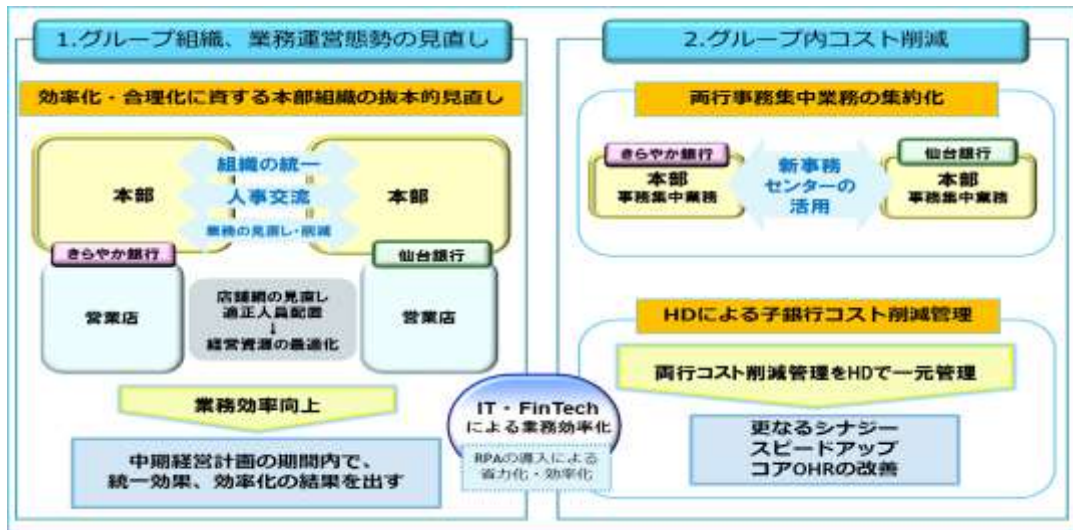 1.グループ組織、業務運営態勢の見直し
効率化・合理化に資する本部組織の抜本的見直し
本部
組織の統一
人事交流
業務の見直し・削減
本部
きらやか銀行
仙台銀行
営業店
店舗網の見直し
適正人員配置
↓
経営資源の最適化
営業店
業務効率向上
中期経営計画の期間内で、
統一効果、効率化の結果を出す
IT・FinTech
による業務効率化
RPAの導入による
省力化・効率化
2.グループ内コスト削減
両行事務集中業務の集約化
きらやか銀行
本部
事務集中業務
新事務
センターの
活用
仙台銀行
本部
事務集中業務
HDによる子銀行コスト削減管理
両行コスト削減管理をHDで一元管理
更なるシナジー
スピードアップ
コアOHRの改善